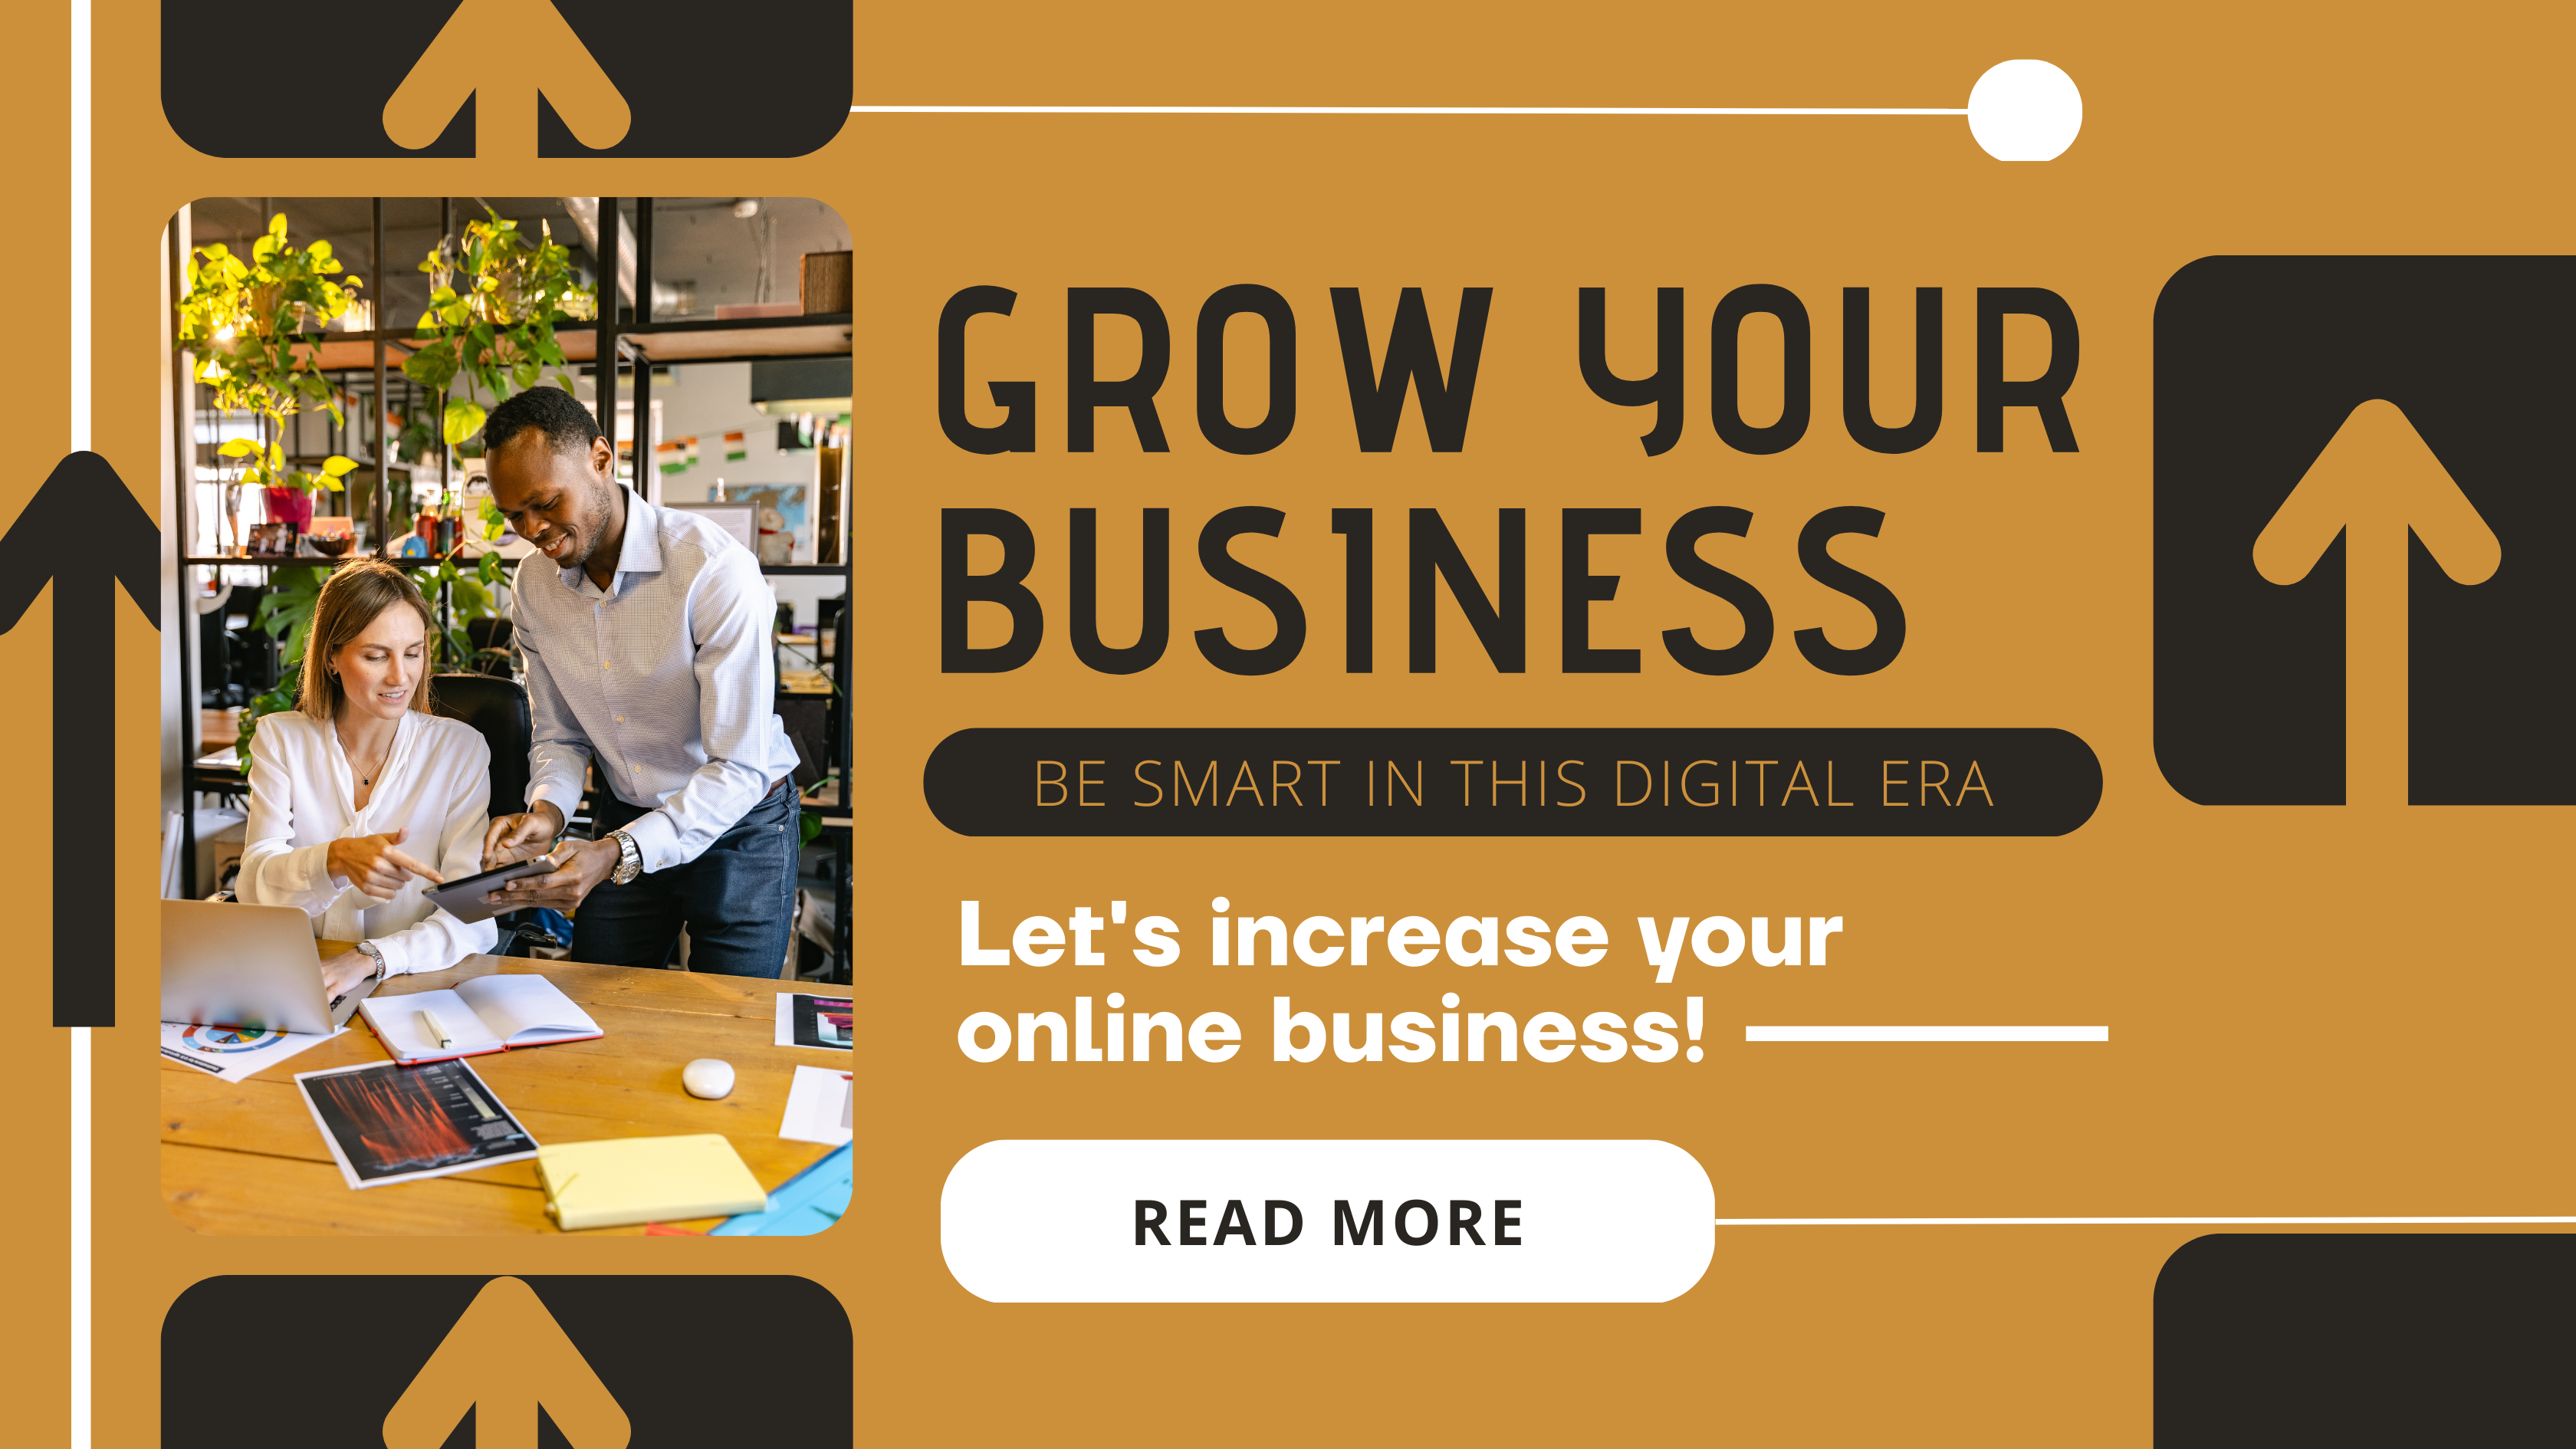 GROW YOUR
BUSINESS
BE SMART IN THIS DIGITAL ERA
Let's increase your
online business!
READ MORE